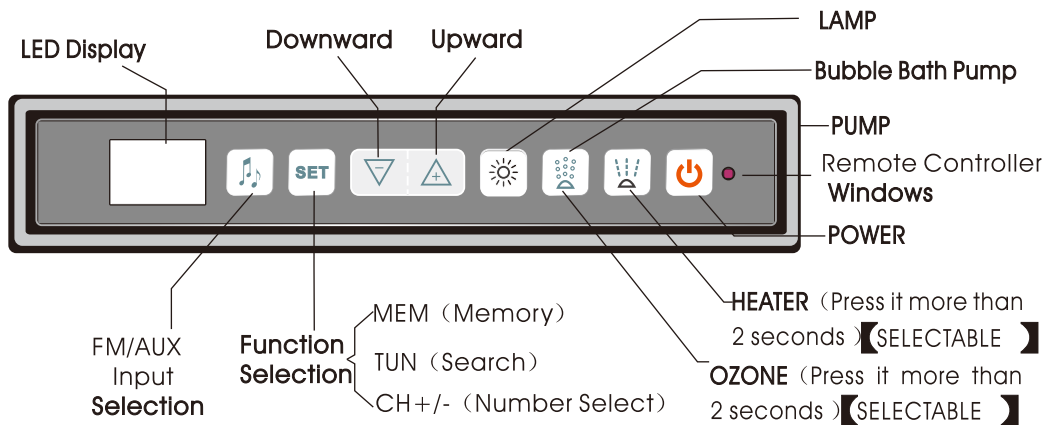 LAMP
LED Display
Downward
Upward
Bubble Bath Pump
PUMP
SET
−
+
Remote Controller
Windows
POWER
HEATER（Press it more than
2 seconds ）【SELECTABLE 】
OZONE（Press it more than
2 seconds ）【SELECTABLE 】
FM/AUX
Input
Selection
Function
Selection
MEM（Memory）
TUN（Search）
CH+/-（Number Select）